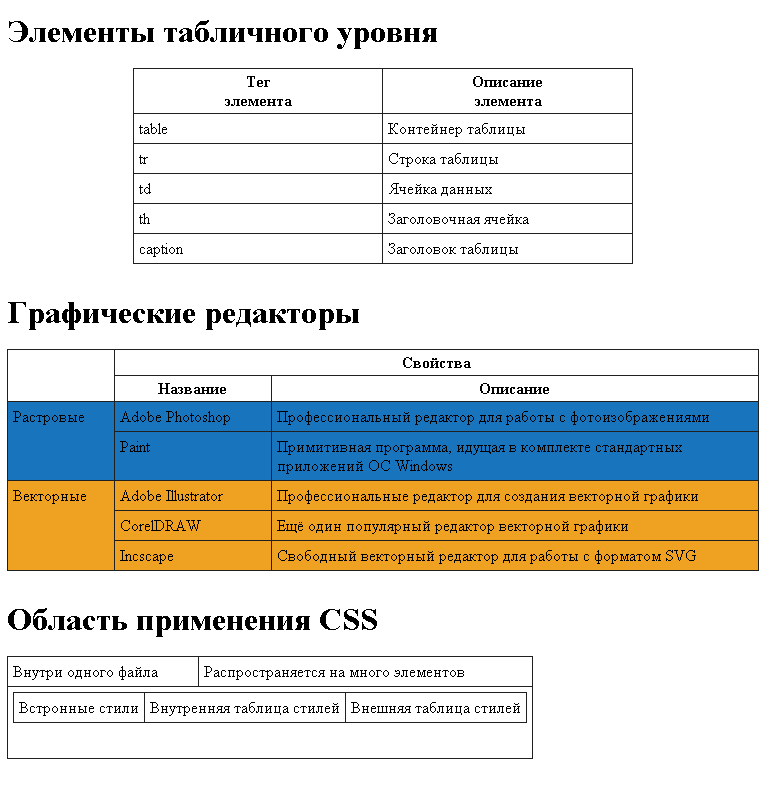 Элементы табличного уровня
Тег Описание
элемента элемента
table Контейнер таблицы
tr Строка таблицы
td Ячейка данных
th Заголовочная ячейка
caption Заголовок таблицы
Графические редакторы
Свойства
Название Описание
Растровые Adobe Photoshop Профессиональный редактор для работы с фотоизображениями
Paint Примитивная программа, идущая в комплекте стандартных
приложений ОС Windows
Векторные Adobe Illustrator Профессиональные редактор для создания векторной графики
CorelDRAW Ещё один популярный редактор векторной графики
Incscape Свободный векторный редактор для работы с форматом SVG
Область применения CSS
Внутри одного файла Распространяется на много элементов
Встронные стили Внутренняя таблица стилей Внешняя таблица стилей